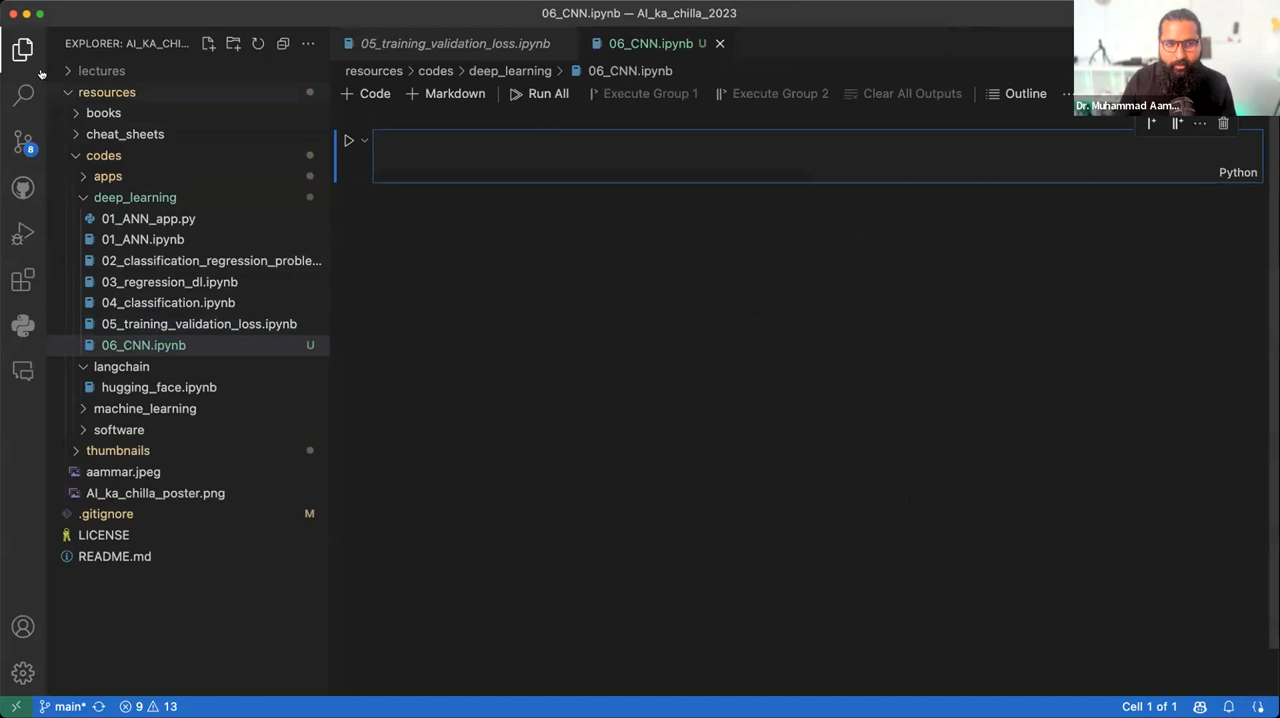 06_CNN.ipynb — AI_ka_chilla_2023
EXPLORER: AI_KA_CHI...
05_training_validation_loss.ipynb
06_CNN.ipynb U
lectures
resources
books
cheat_sheets
codes
apps
deep_learning
01_ANN_app.py
01_ANN.ipynb
02_classification_regression_proble...
03_regression_dl.ipynb
04_classification.ipynb
05_training_validation_loss.ipynb
06_CNN.ipynb U
langchain
hugging_face.ipynb
machine_learning
software
thumbnails
aammar.jpeg
AI_ka_chilla_poster.png
.gitignore M
LICENSE
README.md
8
resources > codes > deep_learning > 06_CNN.ipynb
+ Code + Markdown Run All Execute Group 1 Execute Group 2 Clear All Outputs Outline ...
Python
Dr. Muhammad Aam...
main* 9 13
Cell 1 of 1